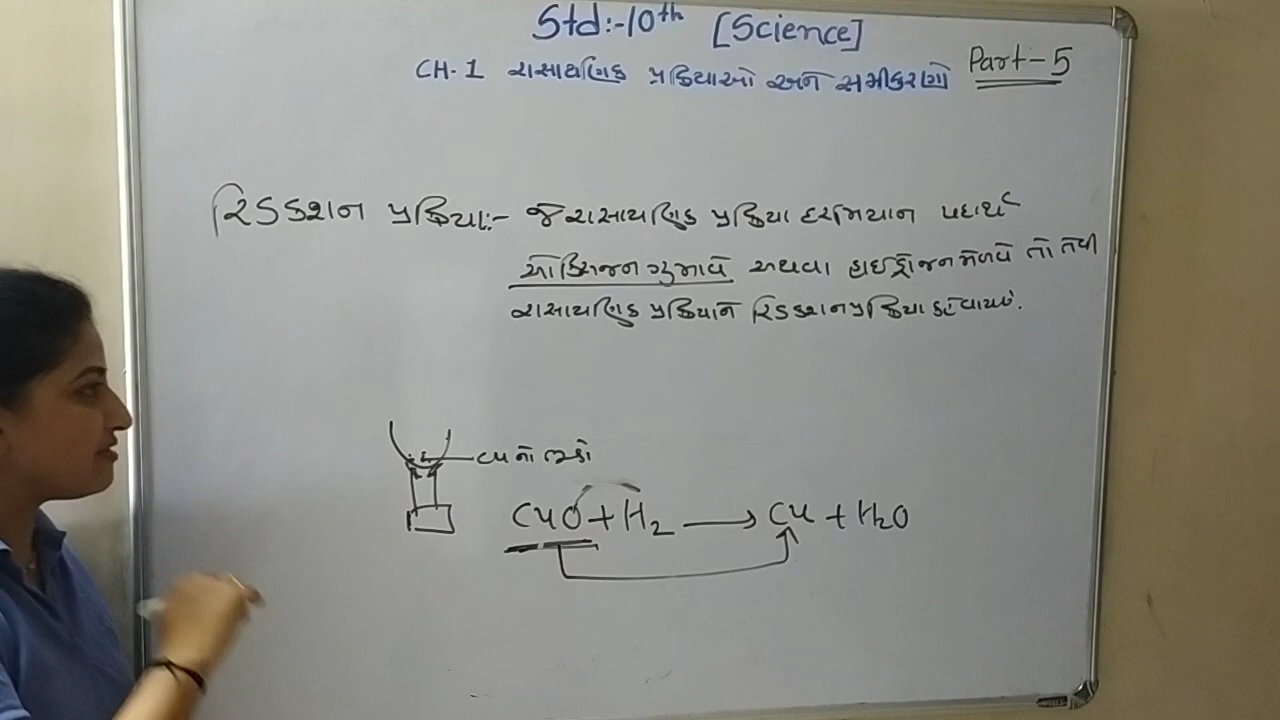 Std:-10th [Science]
CH-1 રાસાયણિક પ્રક્રિયાઓ અને સમીકરણો Part-5
રિડક્શન પ્રક્રિયા:- જે રાસાયણિક પ્રક્રિયા દરમિયાન પદાર્થ
ઓક્સિજન ગુમાવે અથવા હાઈડ્રોજન મેળવે તો તેવી
રાસાયણિક પ્રક્રિયાને રિડક્શન પ્રક્રિયા કહેવાય છે.
CuO + H2 → Cu + H2O